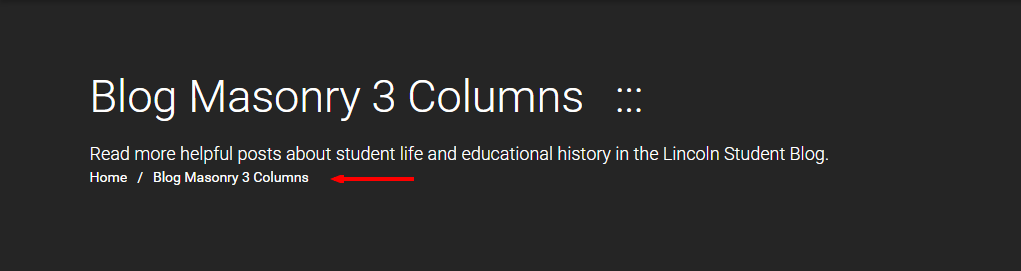 Blog Masonry 3 Columns :::
Read more helpful posts about student life and educational history in the Lincoln Student Blog.
Home / Blog Masonry 3 Columns